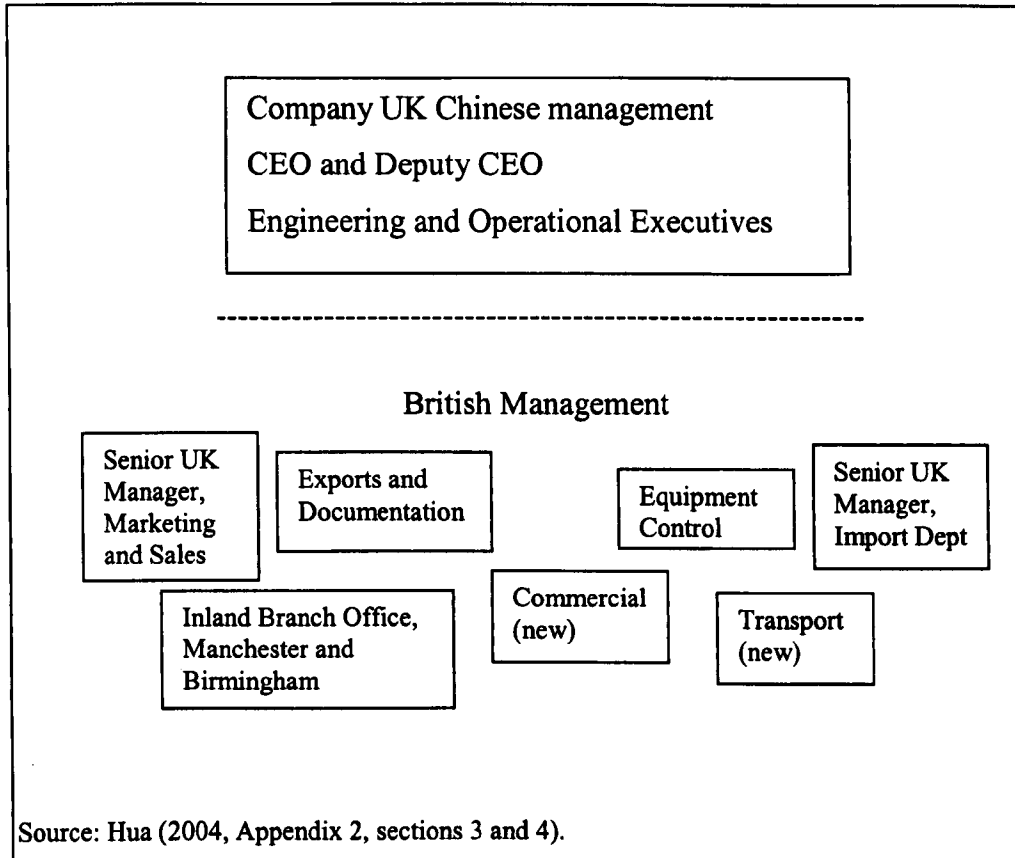 Company UK Chinese management
CEO and Deputy CEO
Engineering and Operational Executives
British Management
Senior UK
Manager,
Marketing
and Sales
Exports and
Documentation
Equipment
Control
Senior UK
Manager,
Import Dept
Inland Branch Office,
Manchester and
Birmingham
Commercial
(new)
Transport
(new)
Source: Hua (2004, Appendix 2, sections 3 and 4).